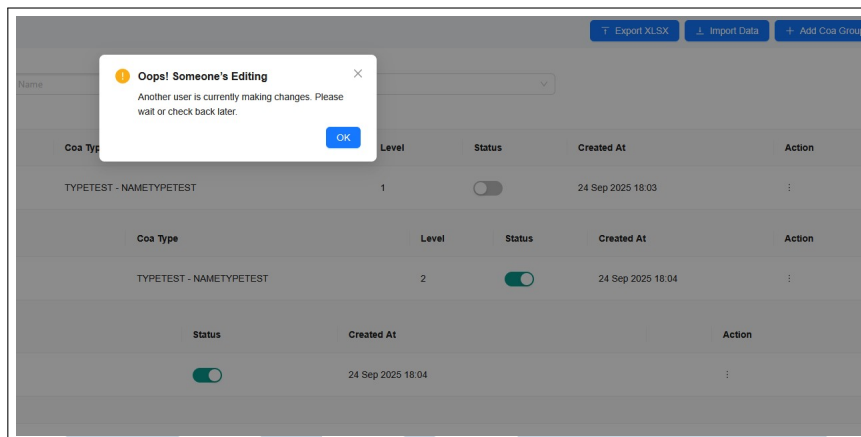 Export XLSX Import Data + Add Coa Grou
Oops! Someone's Editing
Name
Another user is currently making changes. Please
wait or check back later.
OK
Coa Typ Level Status Created At Action
TYPETEST - NAMETYPETEST 1 24 Sep 2025 18:03
Coa Type Level Status Created At Action
TYPETEST - NAMETYPETEST 2 24 Sep 2025 18:04
Status Created At Action
24 Sep 2025 18:04